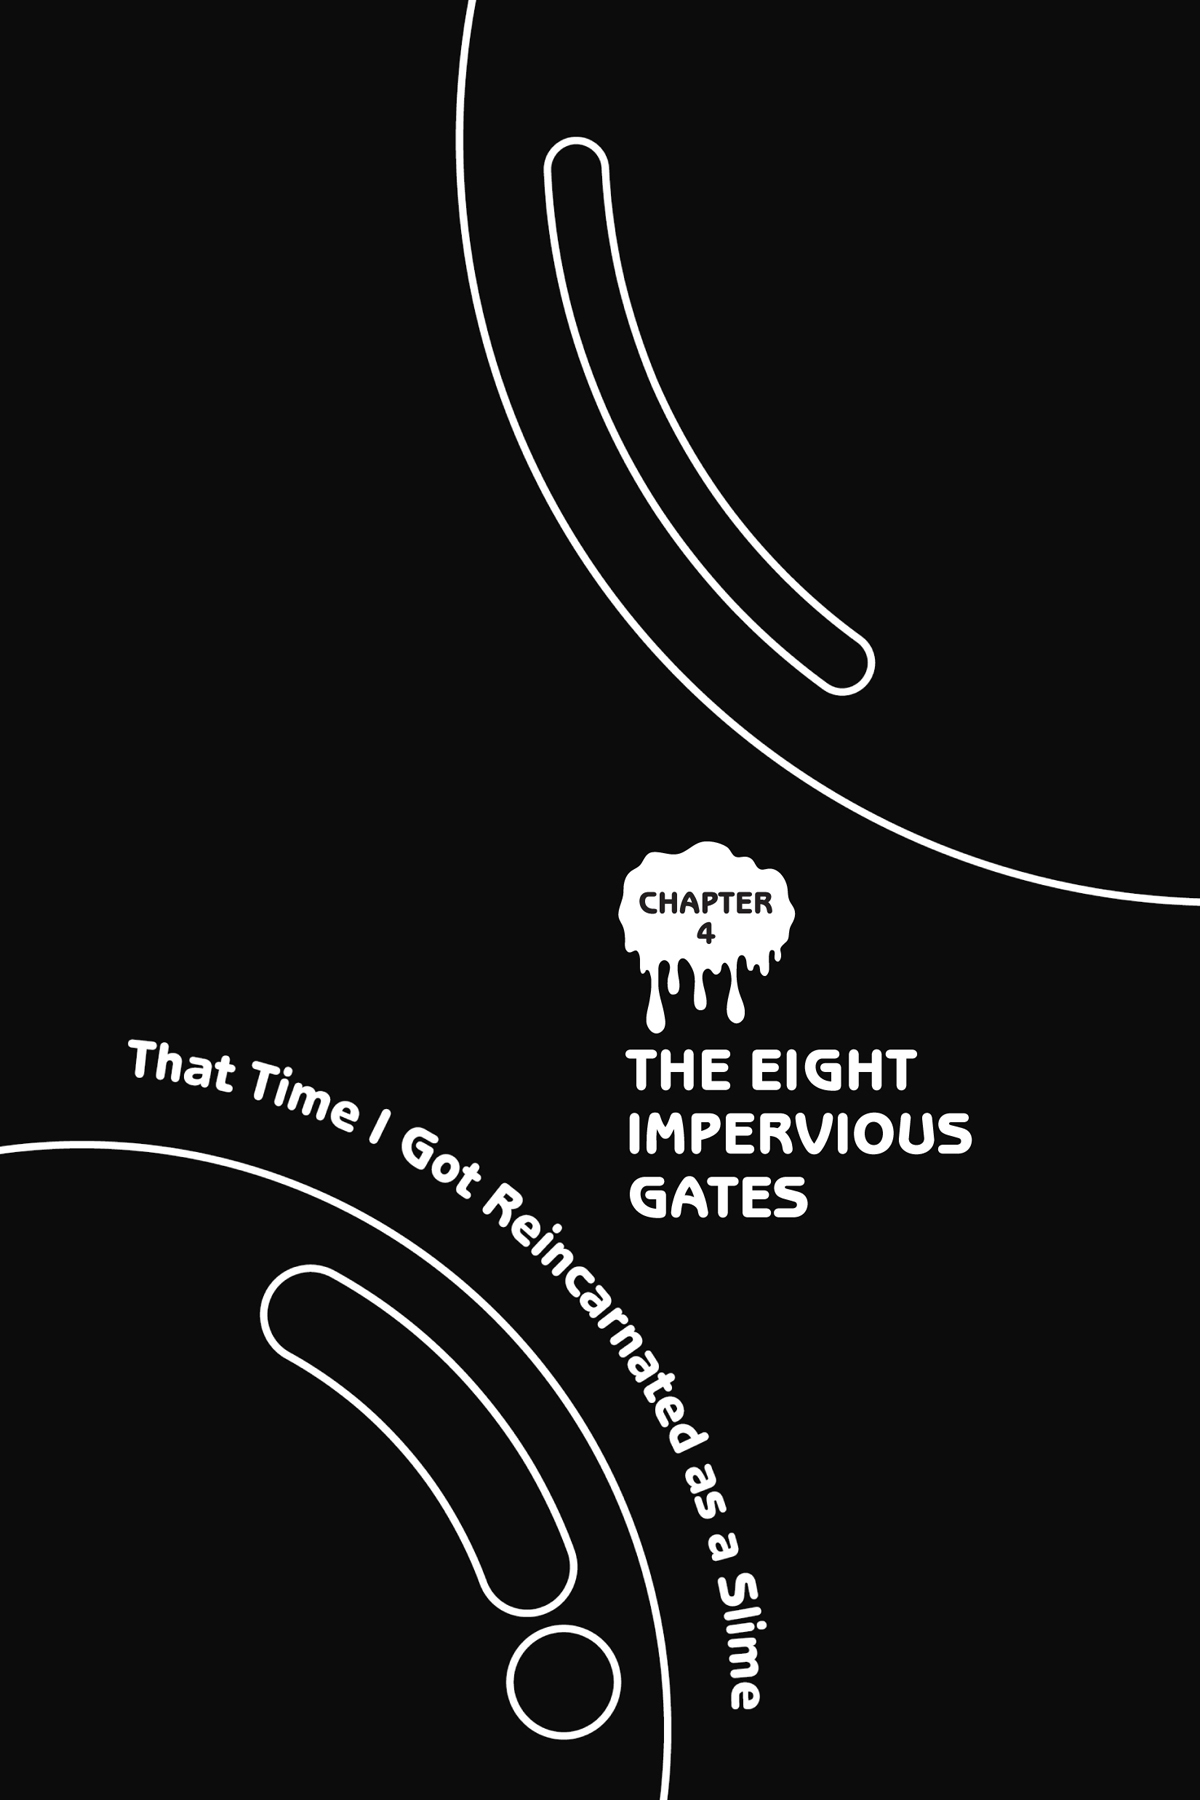 CHAPTER
4
THE EIGHT
IMPERVIOUS
GATES
That Time I Got Reincarnated as a Slime